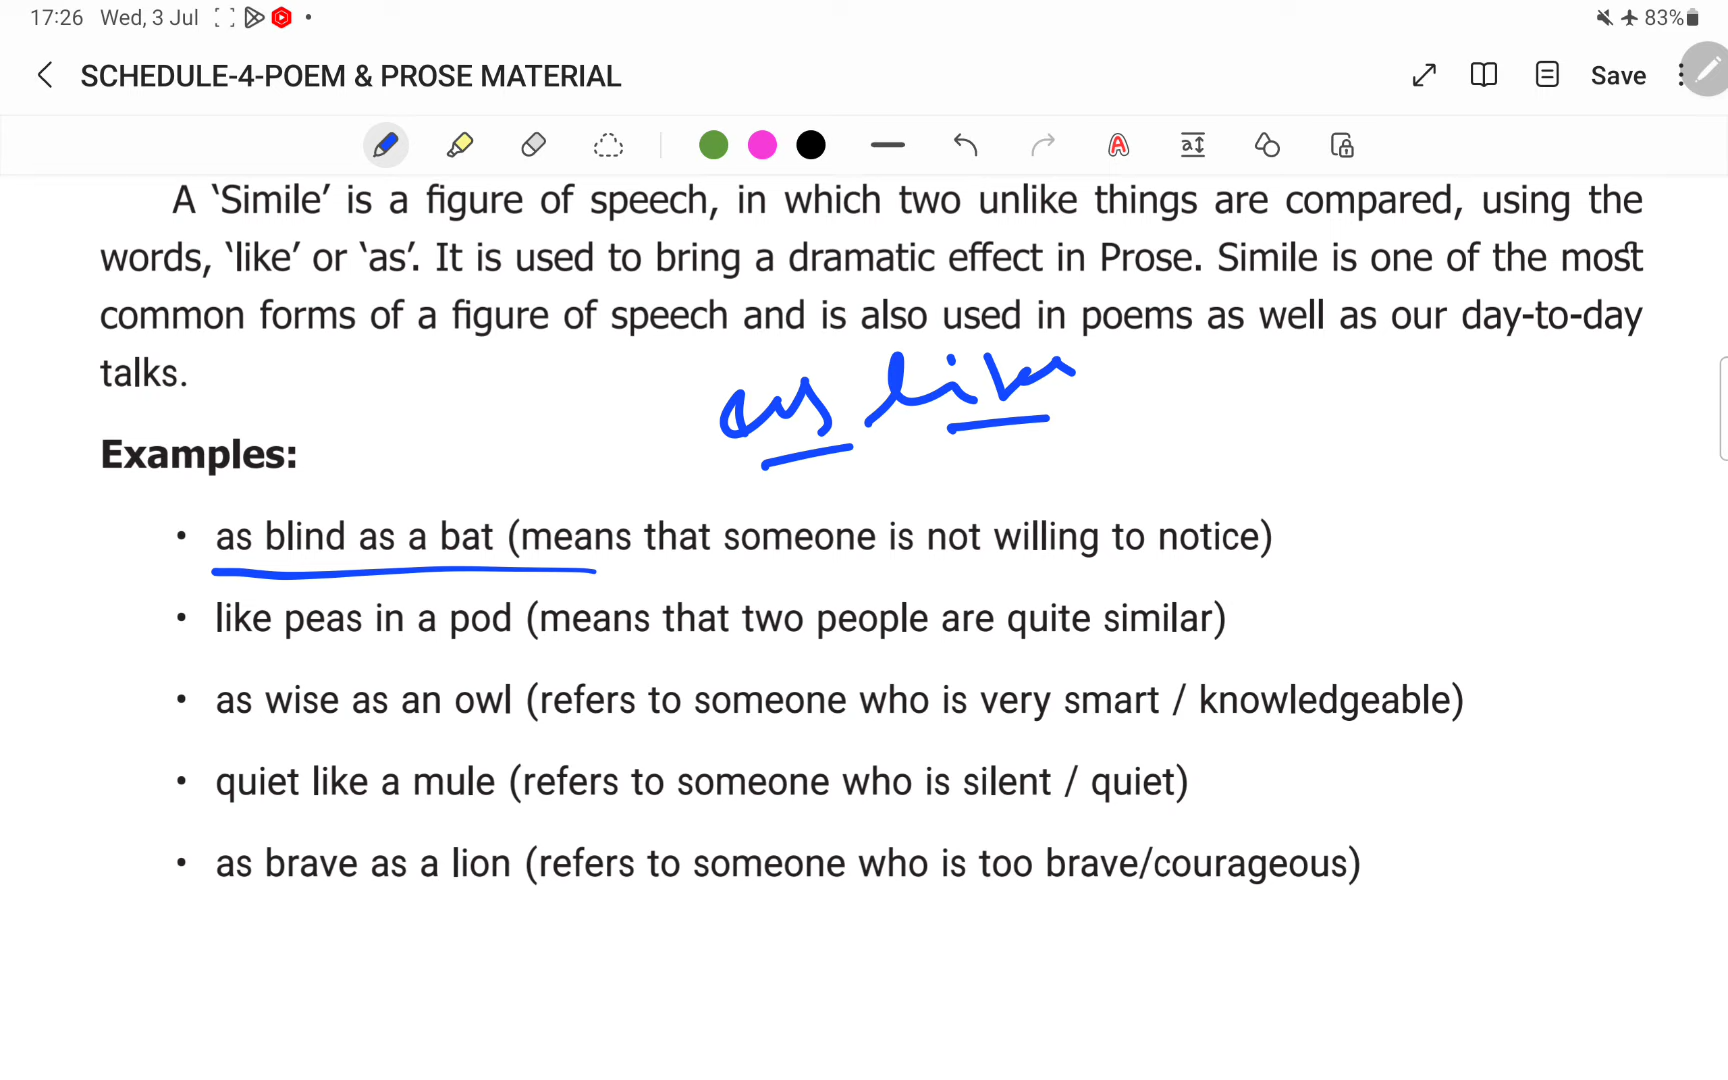 17:26 Wed, 3 Jul 83%
SCHEDULE-4-POEM & PROSE MATERIAL Save
A a
A ‘Simile’ is a figure of speech, in which two unlike things are compared, using the
words, ‘like’ or ‘as’. It is used to bring a dramatic effect in Prose. Simile is one of the most
common forms of a figure of speech and is also used in poems as well as our day-to-day
talks.
as like
Examples:
• as blind as a bat (means that someone is not willing to notice)
• like peas in a pod (means that two people are quite similar)
• as wise as an owl (refers to someone who is very smart / knowledgeable)
• quiet like a mule (refers to someone who is silent / quiet)
• as brave as a lion (refers to someone who is too brave/courageous)